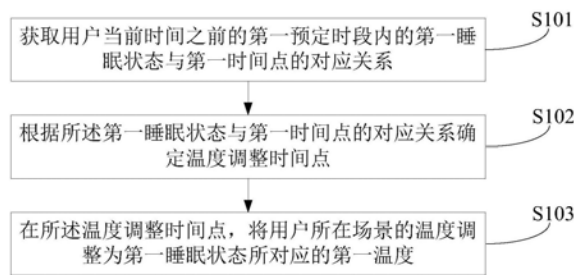 S101
获取用户当前时间之前的第一预定时段内的第一睡
眠状态与第一时间点的对应关系
S102
根据所述第一睡眠状态与第一时间点的对应关系确
定温度调整时间点
S103
在所述温度调整时间点，将用户所在场景的温度调
整为第一睡眠状态所对应的第一温度